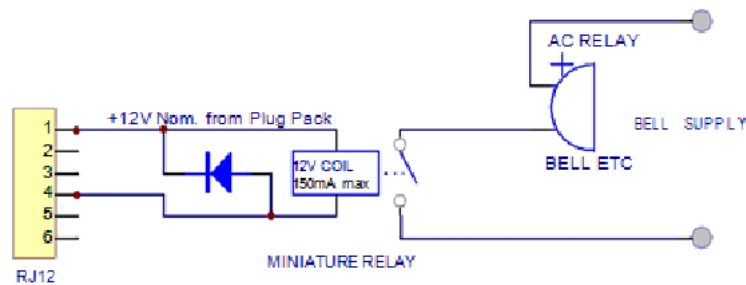 AC RELAY
+
+12V Nom. from Plug Pack
1
2
3
4
5
6
12V COIL
150mA max
BELL SUPPLY
BELL ETC
MINIATURE RELAY
RJ12